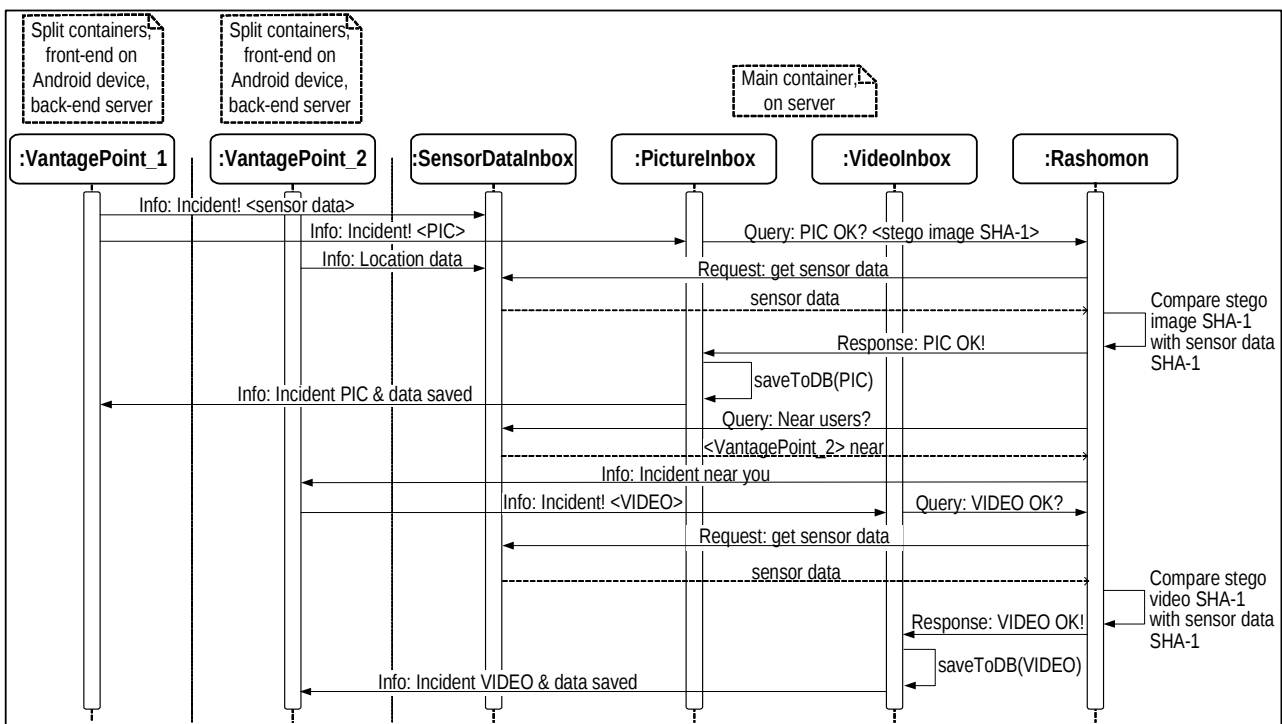 Split containers,
front-end on
Android device,
back-end server
Split containers,
front-end on
Android device,
back-end server
Main container,
on server
:VantagePoint_1
:VantagePoint_2
:SensorDataInbox
:PictureInbox
:VideoInbox
:Rashomon
Info: Incident! <sensor data>
Info: Incident! <PIC>
Query: PIC OK? <stego image SHA-1>
Info: Location data
Request: get sensor data
sensor data
Compare stego
image SHA-1
with sensor data
SHA-1
Response: PIC OK!
saveToDB(PIC)
Info: Incident PIC & data saved
Query: Near users?
<VantagePoint_2> near
Info: Incident near you
Info: Incident! <VIDEO>
Query: VIDEO OK?
Request: get sensor data
sensor data
Compare stego
video SHA-1
with sensor data
SHA-1
Response: VIDEO OK!
saveToDB(VIDEO)
Info: Incident VIDEO & data saved